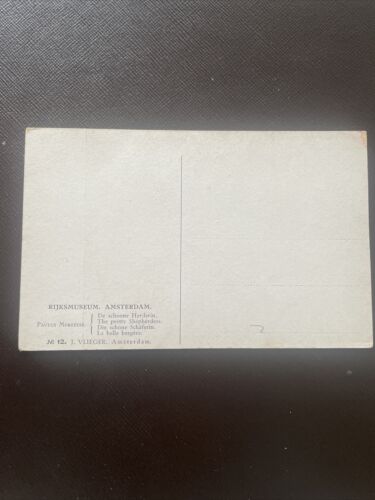 RIJKSMUSEUM. AMSTERDAM.
De schoone Herderin.
The pretty Shepherdess.
PAULUS MOREELSE
Die schöne Schäferin.
La belle bergère.
№ 12. J. VLIEGER, Amsterdam.